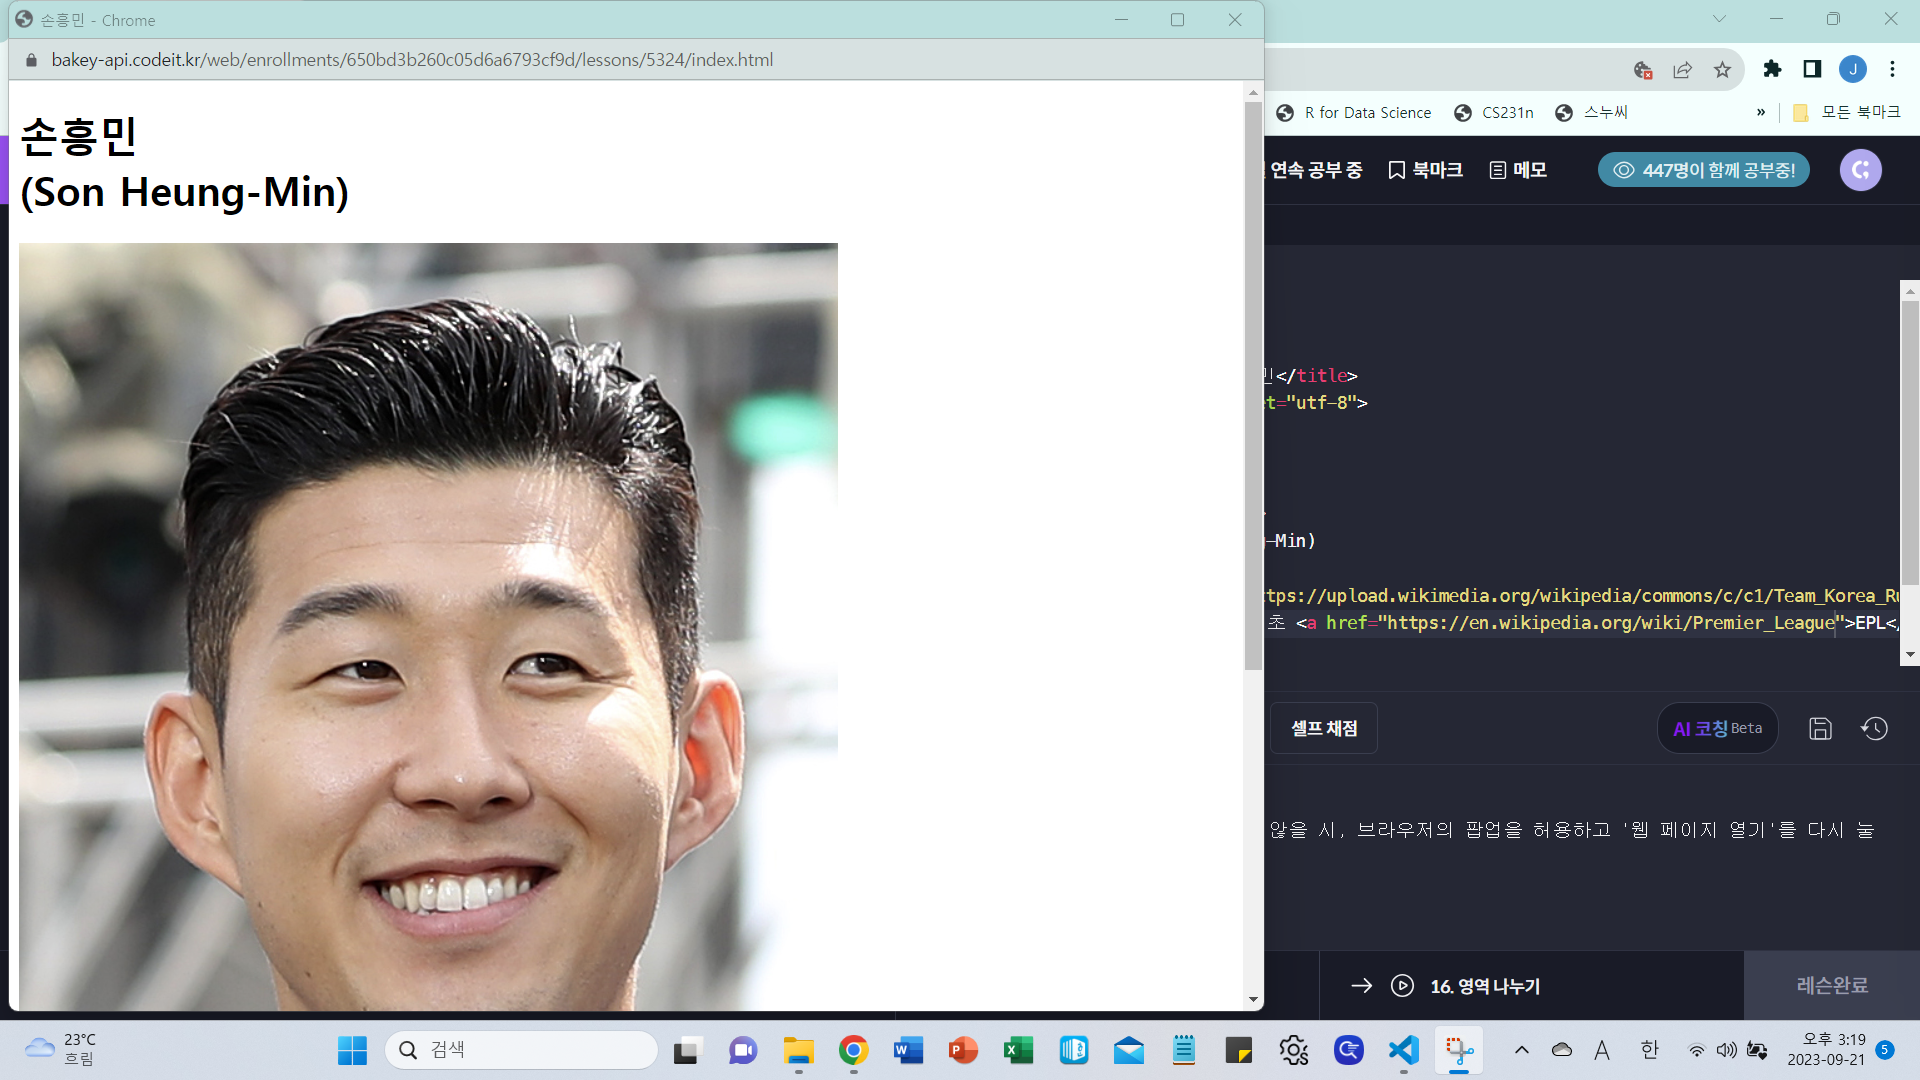 손흥민 - Chrome
bakey-api.codeit.kr/web/enrollments/650bd3b260c05d6a6793cf9d/lessons/5324/index.html
손흥민
(Son Heung-Min)
J
R for Data Science
CS231n
스누씨
»
모든 북마크
연속 공부 중
북마크
메모
447명이 함께 공부중!
</title>
="utf-8">
-Min)
tps://upload.wikimedia.org/wikipedia/commons/c/c1/Team_Korea_
초 <a href="https://en.wikipedia.org/wiki/Premier_League">EPL<
셀프 채점
AI 코칭 Beta
않을 시, 브라우저의 팝업을 허용하고 '웹 페이지 열기'를 다시 눌
16. 영역 나누기
레슨완료
23°C
흐림
검색
A
한
오후 3:19
2023-09-21
5